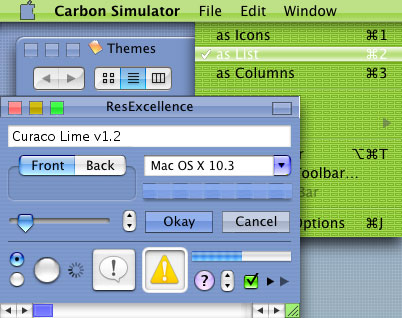 Carbon Simulator File Edit Window
as Icons ⌘1
✓ as List ⌘2
as Columns ⌘3
Themes
ResExcellence
Curaco Lime v1.2
Front Back
Mac OS X 10.3
⌥⌘T
oolbar...
Bar
Okay Cancel
Options ⌘J